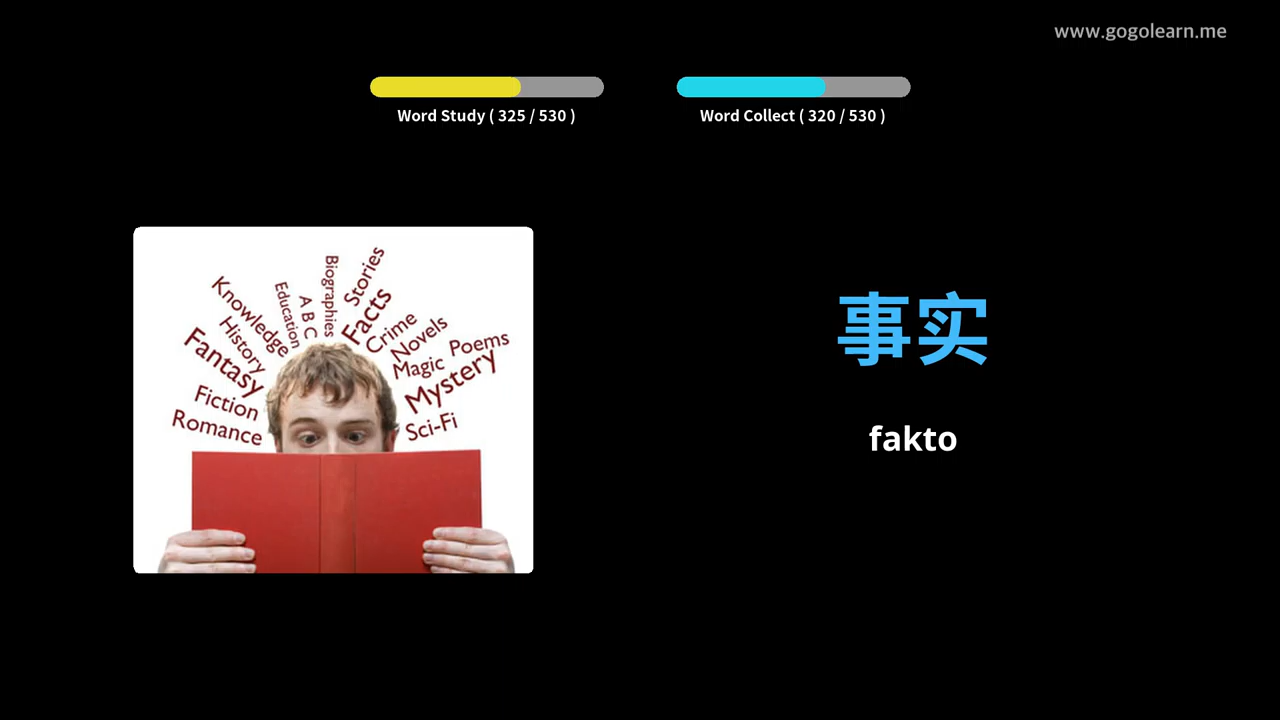 www.gogolearn.me
Word Study ( 325 / 530 )
Word Collect ( 320 / 530 )
Knowledge
History
Fantasy
Fiction
Romance
Education
A B C
Biographies
Stories
Facts
Crime
Novels
Magic
Poems
Mystery
Sci-Fi
事实
fakto